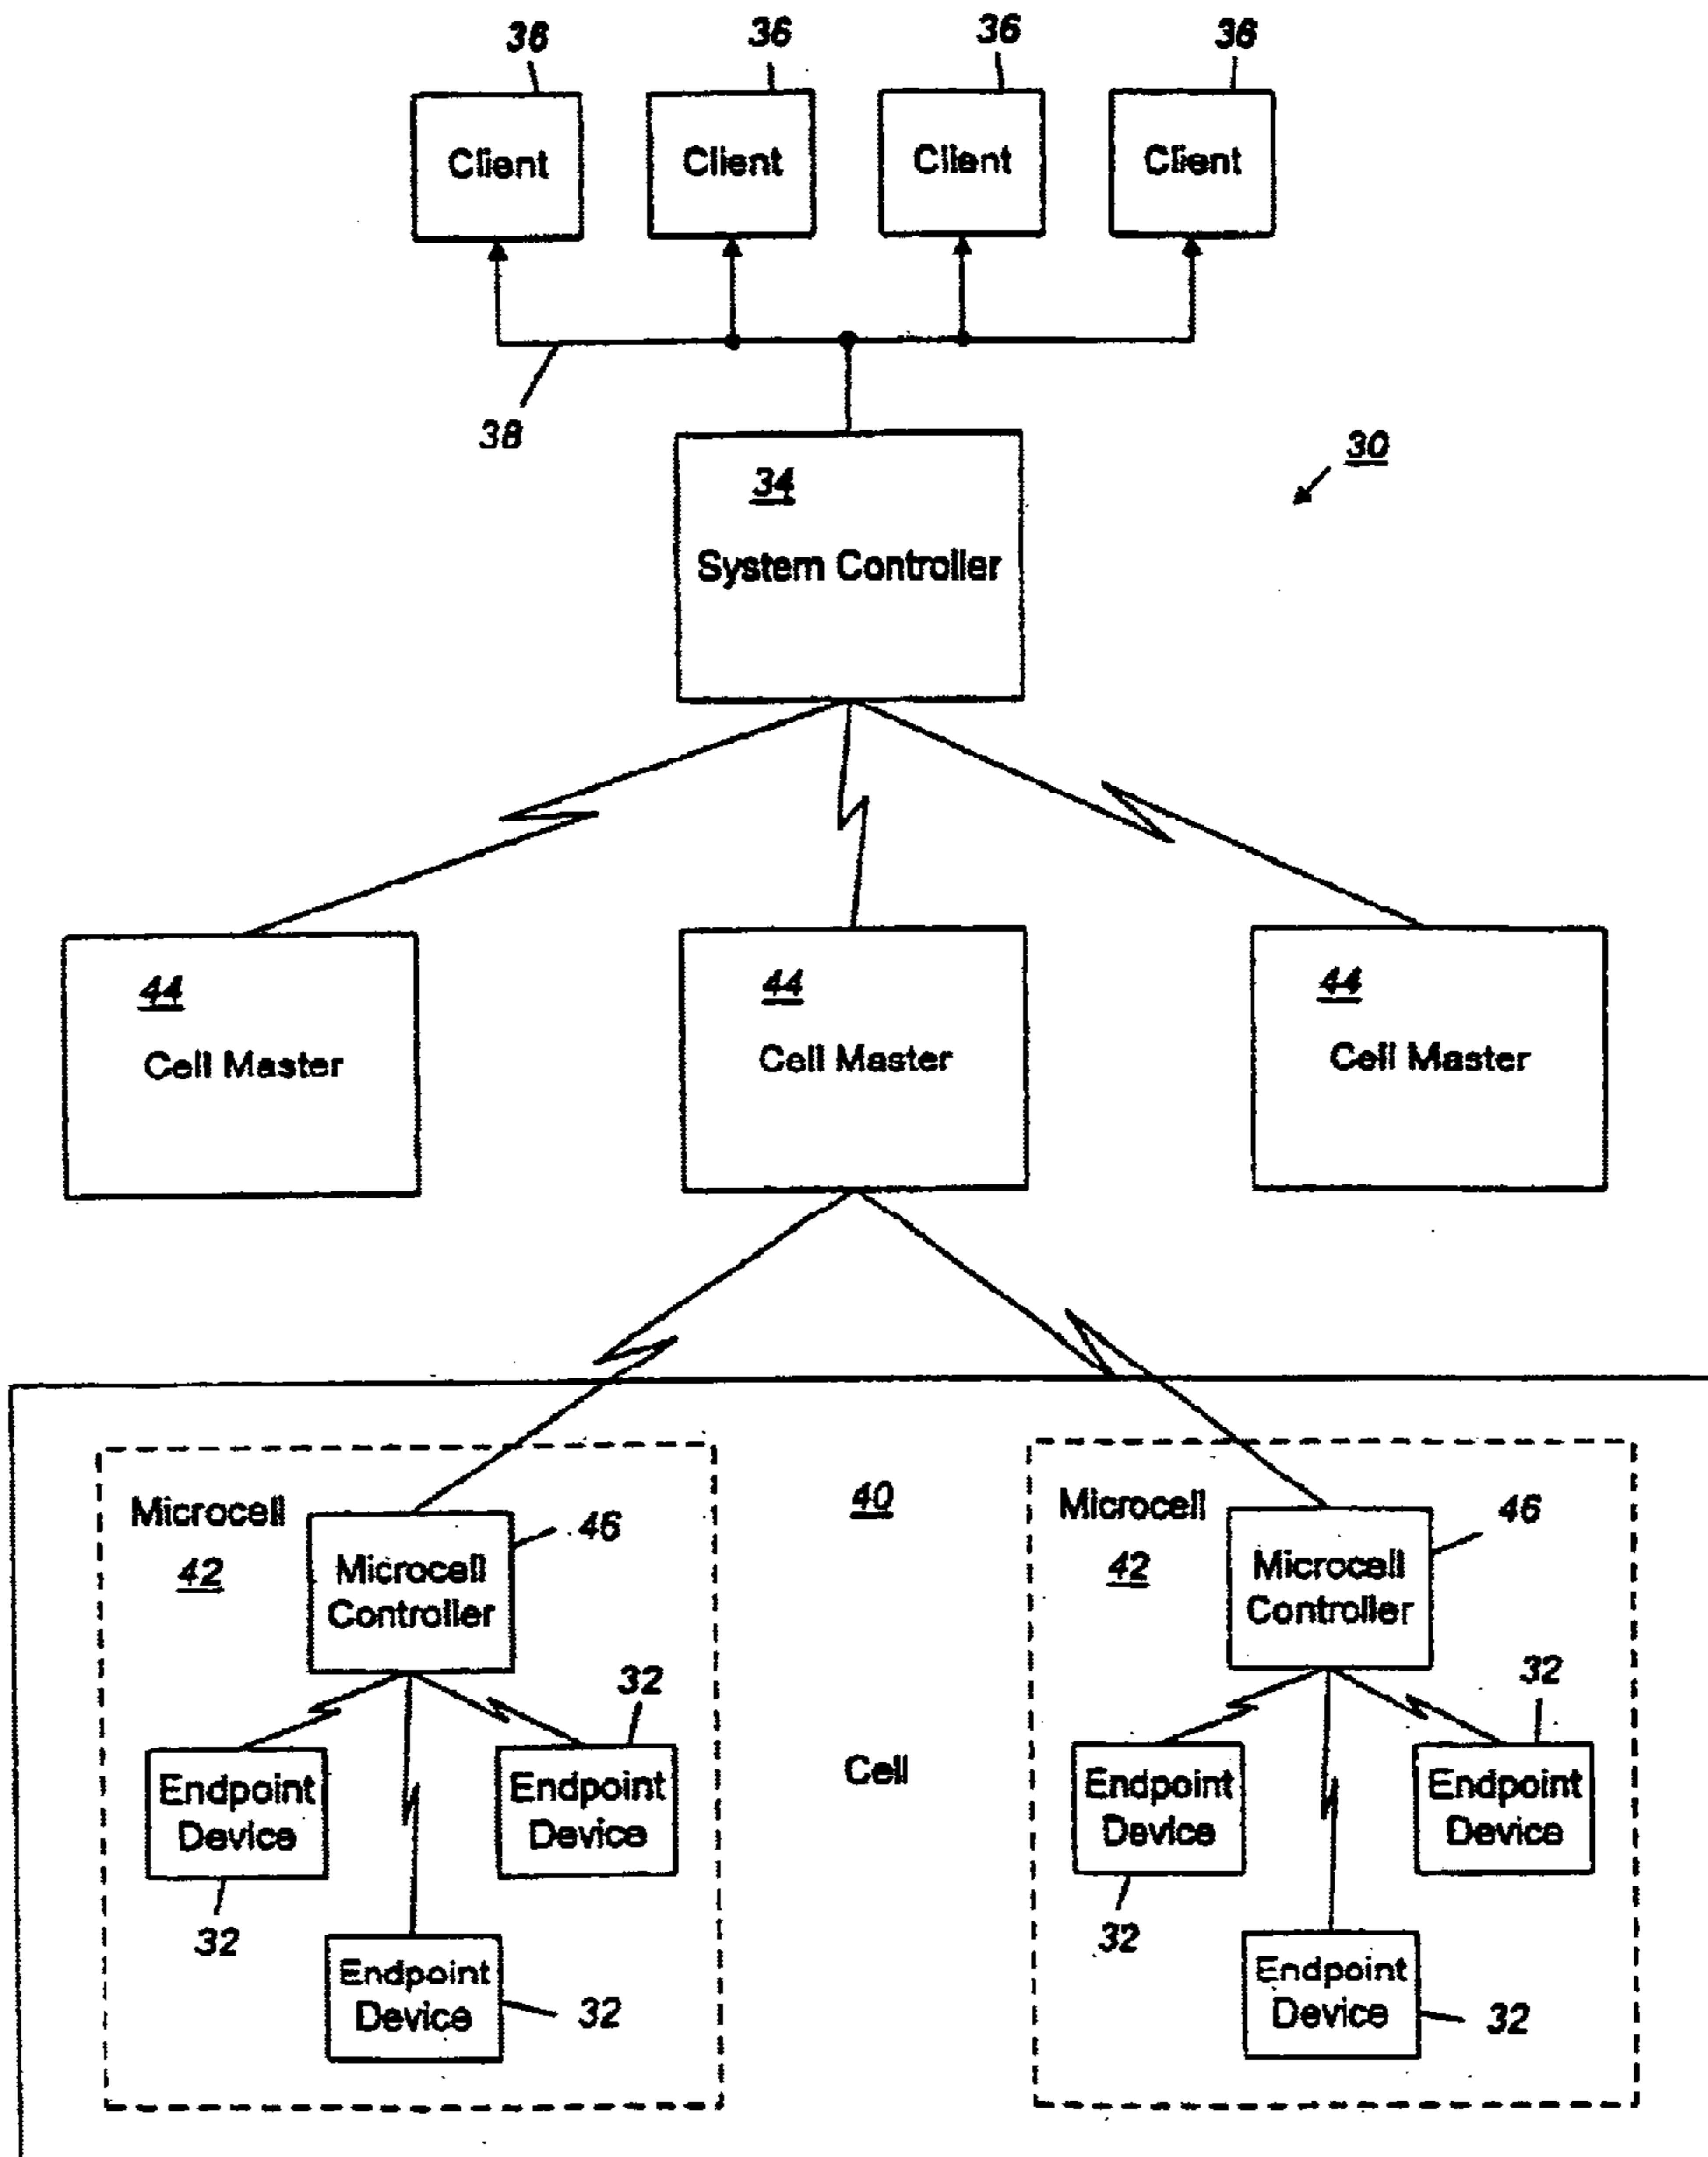 36 36 36 36
Client Client Client Client
38
30
34
System Controller
44 44 44
Cell Master Cell Master Cell Master
Microcell
42
Microcell
Controller
46
40
Microcell
42
Microcell
Controller
46
32
32
Endpoint
Device
Endpoint
Device
Cell
Endpoint
Device
Endpoint
Device
32
32
Endpoint
Device
32
Endpoint
Device
32